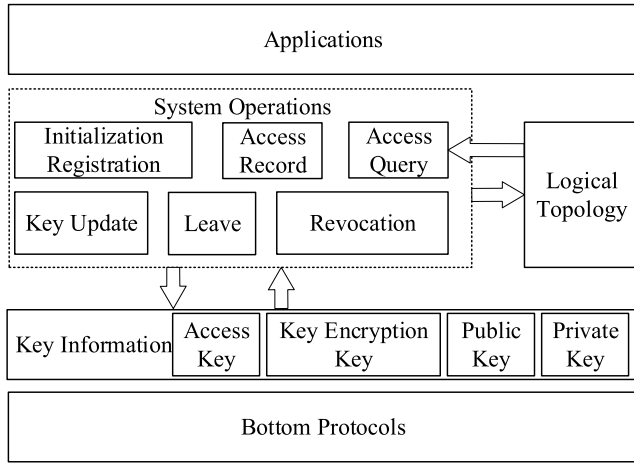 Applications
System Operations
Initialization
Registration
Access
Record
Access
Query
Logical
Topology
Key Update
Leave
Revocation
Key Information
Access
Key
Key Encryption
Key
Public
Key
Private
Key
Bottom Protocols